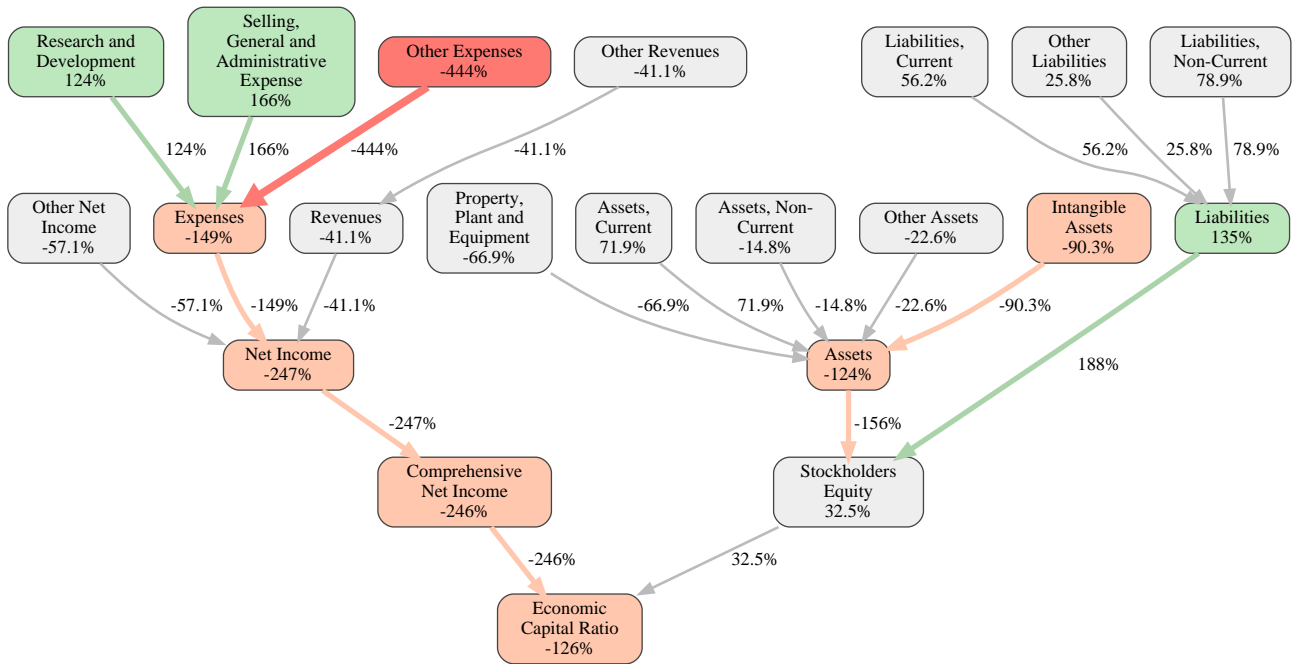 Research and
Development
124%
Selling,
General and
Administrative
Expense
166%
Other Expenses
-444%
Other Revenues
-41.1%
Liabilities,
Current
56.2%
Other
Liabilities
25.8%
Liabilities,
Non-Current
78.9%
124%
166%
-444%
-41.1%
56.2%
25.8%
78.9%
Other Net
Income
-57.1%
Expenses
-149%
Revenues
-41.1%
Property,
Plant and
Equipment
-66.9%
Assets,
Current
71.9%
Assets, Non-
Current
-14.8%
Other Assets
-22.6%
Intangible
Assets
-90.3%
Liabilities
135%
-57.1%
-149%
-41.1%
-66.9%
71.9%
-14.8%
-22.6%
-90.3%
Net Income
-247%
Assets
-124%
188%
-247%
-156%
Comprehensive
Net Income
-246%
Stockholders
Equity
32.5%
-246%
32.5%
Economic
Capital Ratio
-126%